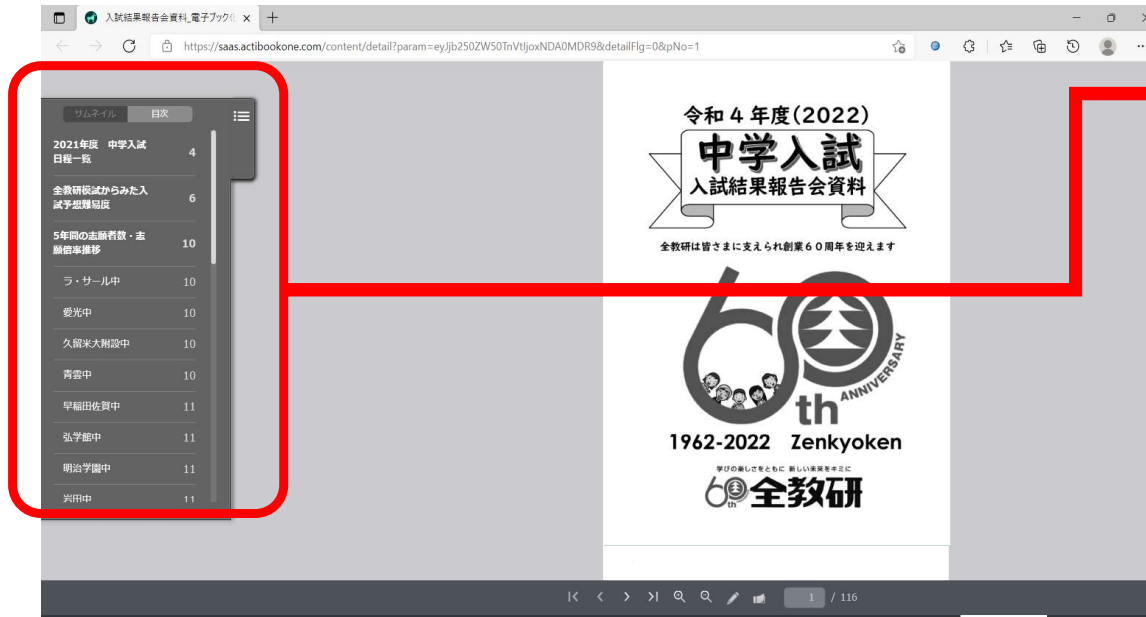 入試結果報告会資料_電子ブック化
https://saas.actibookone.com/content/detail?param=eyJjb250ZW50TnVtIjoxNDA0MDR9&detailFlg=0&pNo=1
サムネイル 目次
2021年度 中学入試
日程一覧 4
全教研模試からみた入
試予想難易度 6
5年間の志願者数・志
願倍率推移 10
ラ・サール中 10
愛光中 10
久留米大附設中 10
青雲中 10
早稲田佐賀中 11
弘学館中 11
明治学園中 11
岩田中 11
令和4年度(2022)
中学入試
入試結果報告会資料
全教研は皆さまに支えられ創業60周年を迎えます
60th
ANNIVERSARY
1962-2022 Zenkyoken
学びの楽しさをともに 新しい未来をキミに
60th 全教研
1 / 116